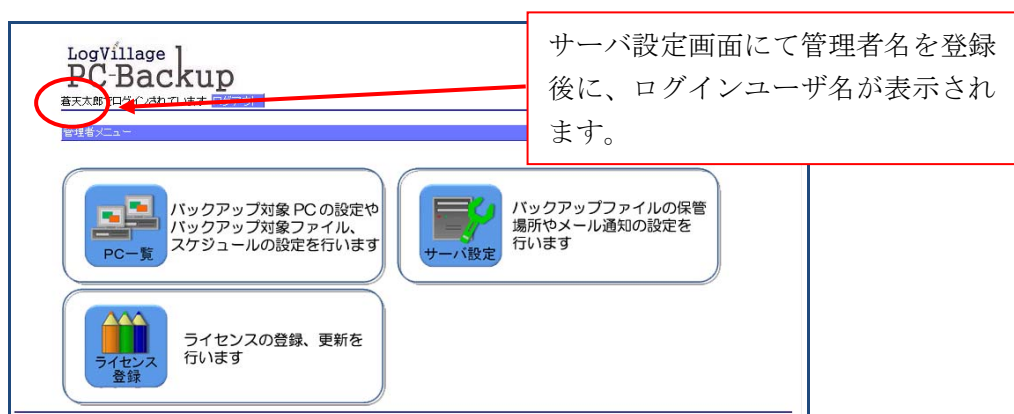 サーバ設定画面にて管理者名を登録
後に、ログインユーザ名が表示され
ます。
LogVillage
PC-Backup
蒼天太郎でログインされています ログアウト
管理者メニュー
PC一覧
バックアップ対象 PC の設定や
バックアップ対象ファイル、
スケジュールの設定を行います
サーバ設定
バックアップファイルの保管
場所やメール通知の設定を
行います
ライセンス
登録
ライセンスの登録、更新を
行います